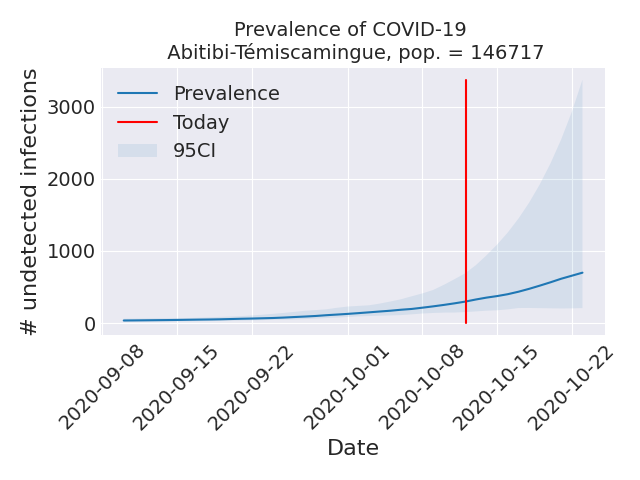 Prevalence of COVID-19
Abitibi-Témiscamingue, pop. = 146717
Prevalence
Today
95CI
# undetected infections
3000
2000
1000
0
2020-09-08
2020-09-15
2020-09-22
2020-10-01
2020-10-08
2020-10-15
2020-10-22
Date